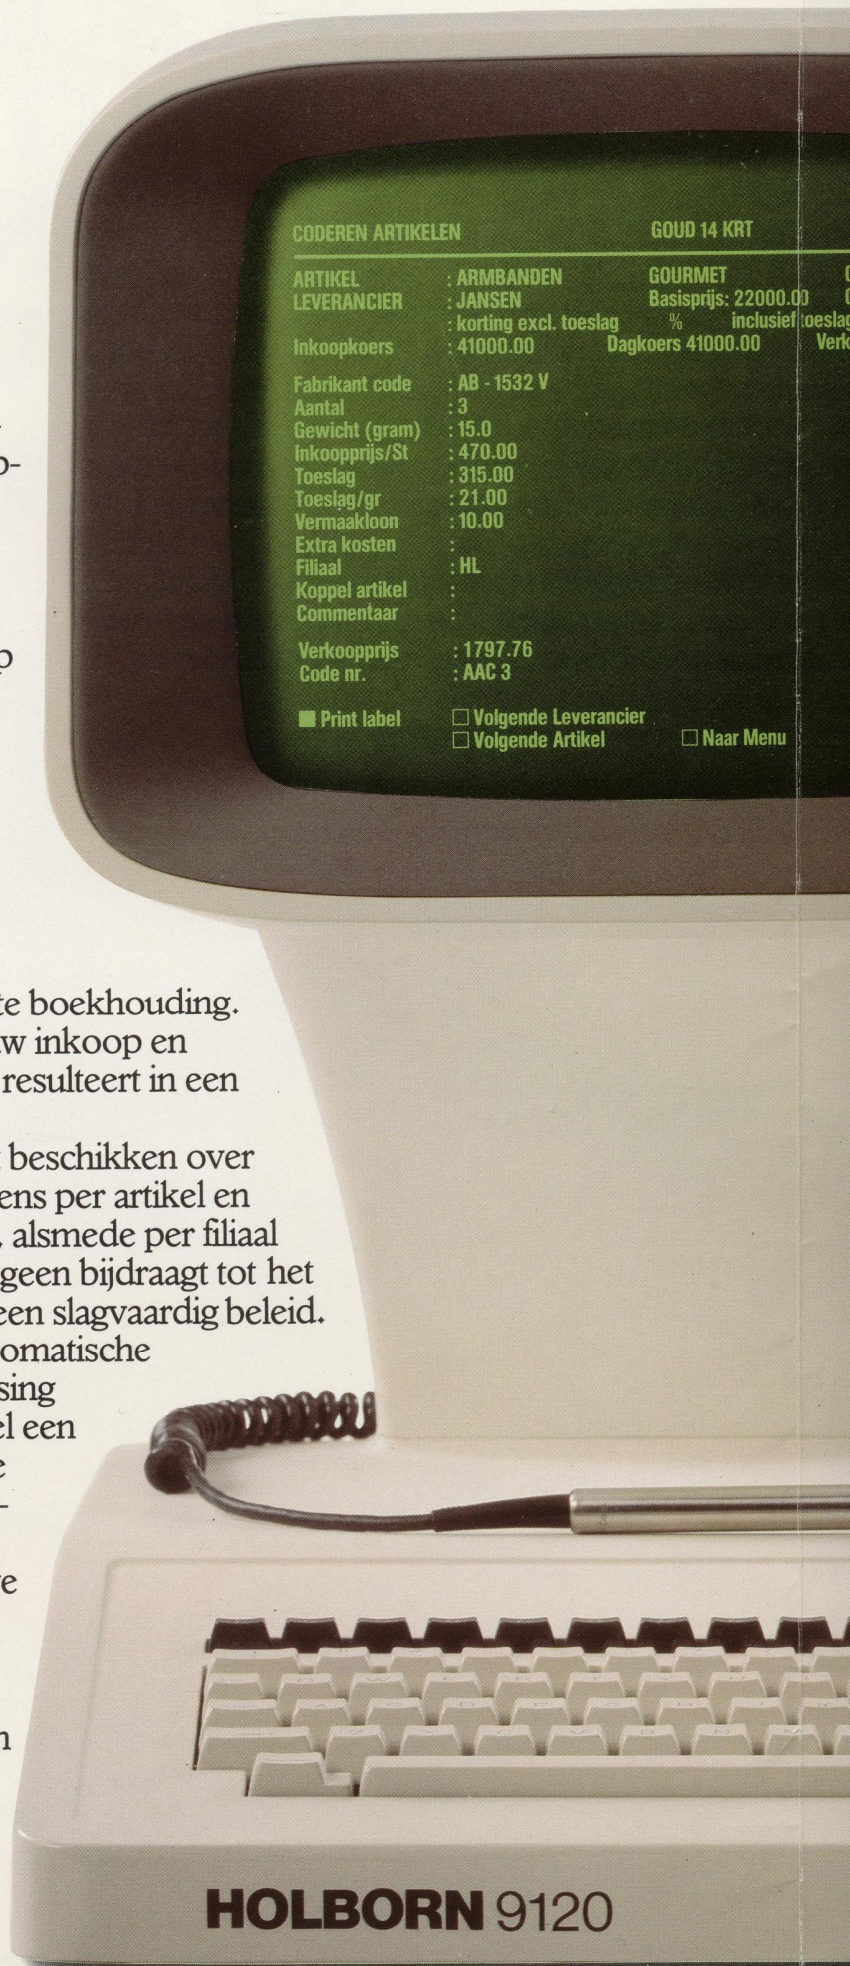 CODEREN ARTIKELEN GOUD 14 KRT
ARTIKEL : ARMBANDEN GOURMET
LEVERANCIER : JANSEN Basisprijs: 22000.00
: korting excl. toeslag % inclusief toeslag
Inkoopkoers : 41000.00 Dagkoers 41000.00 Verk
Fabrikant code : AB - 1532 V
Aantal : 3
Gewicht (gram) : 15.0
Inkoopprijs/St : 470.00
Toeslag : 315.00
Toeslag/gr : 21.00
Vermaakloon : 10.00
Extra kosten :
Filiaal : HL
Koppel artikel :
Commentaar :
Verkoopprijs : 1797.76
Code nr. : AAC 3
Print label Volgende Leverancier
Volgende Artikel Naar Menu
te boekhouding.
w inkoop en
resulteert in een
beschikken over
ens per artikel en
alsmede per filiaal
geen bijdraagt tot het
een slagvaardig beleid.
omatische
sing
el een
e
HOLBORN 9120